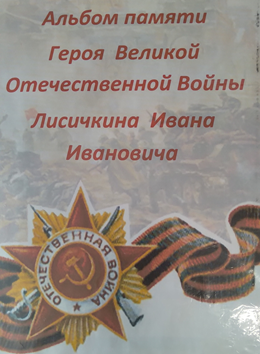 Альбом памяти
Героя Великой
Отечественной Войны
Лисичкина Ивана
Ивановича
ОТЕЧЕСТВЕННАЯ ВОЙНА